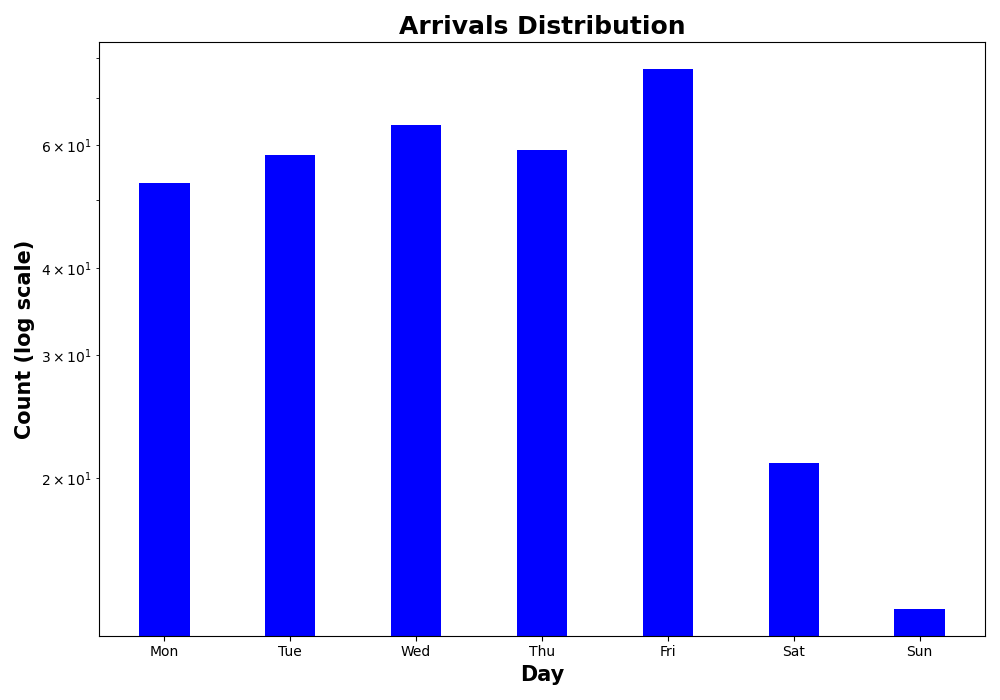 Arrivals Distribution
Count (log scale)
6 × 10¹
4 × 10¹
3 × 10¹
2 × 10¹
Mon Tue Wed Thu Fri Sat Sun
Day